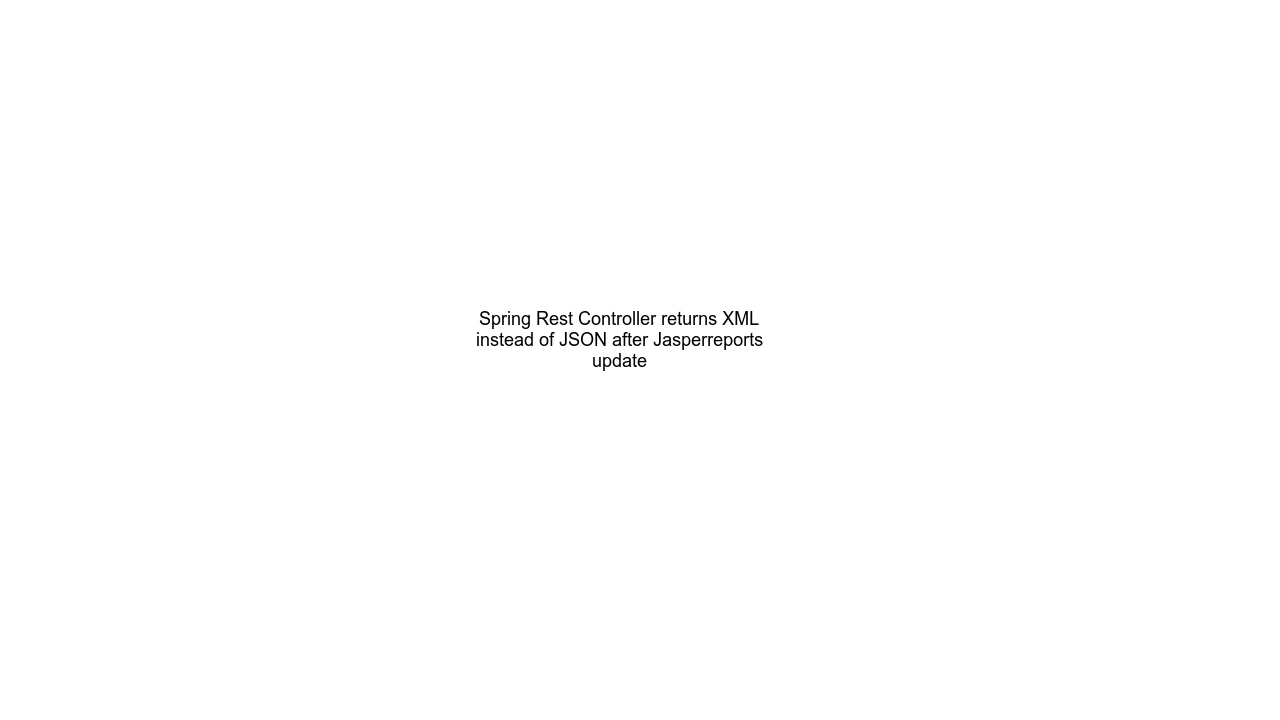 Spring Rest Controller returns XML
instead of JSON after Jasperreports
update